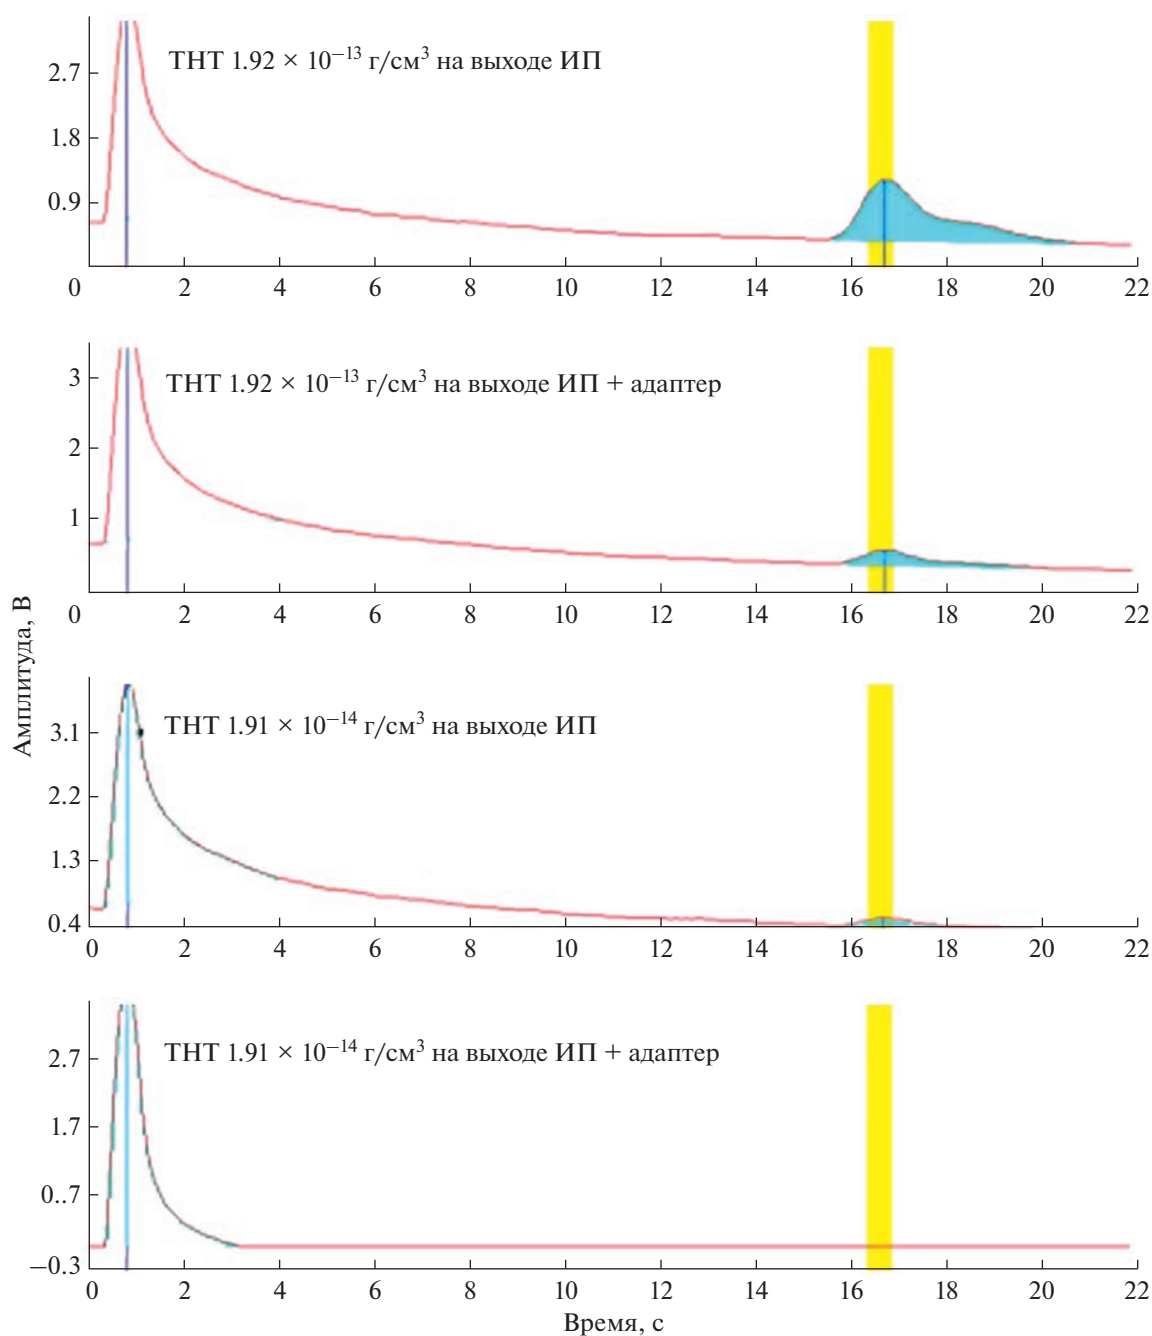 ТНТ 1.92 × 10⁻¹³ г/см³ на выходе ИП
2.7
1.8
0.9
0 2 4 6 8 10 12 14 16 18 20 22
ТНТ 1.92 × 10⁻¹³ г/см³ на выходе ИП + адаптер
3
2
1
0 2 4 6 8 10 12 14 16 18 20 22
Амплитуда, В
ТНТ 1.91 × 10⁻¹⁴ г/см³ на выходе ИП
3.1
2.2
1.3
0.4
0 2 4 6 8 10 12 14 16 18 20 22
ТНТ 1.91 × 10⁻¹⁴ г/см³ на выходе ИП + адаптер
2.7
1.7
0..7
−0.3
0 2 4 6 8 10 12 14 16 18 20 22
Время, с